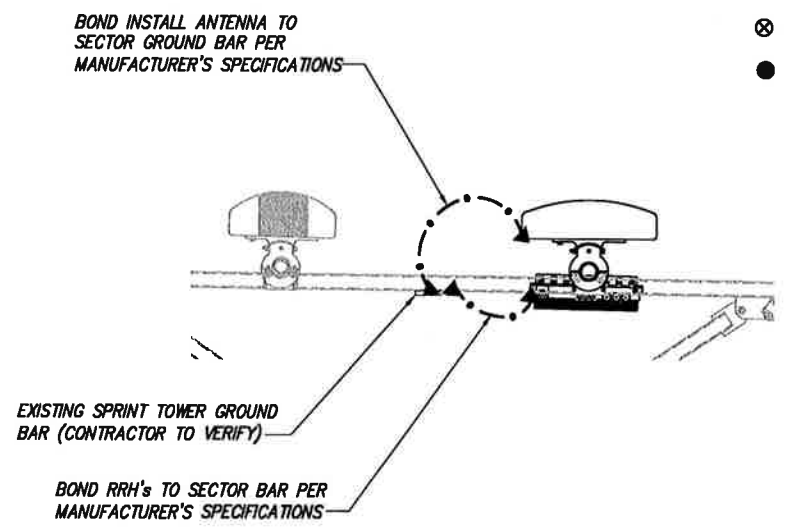 BOND INSTALL ANTENNA TO
SECTOR GROUND BAR PER
MANUFACTURER'S SPECIFICATIONS
EXISTING SPRINT TOWER GROUND
BAR (CONTRACTOR TO VERIFY)
BOND RRH's TO SECTOR BAR PER
MANUFACTURER'S SPECIFICATIONS